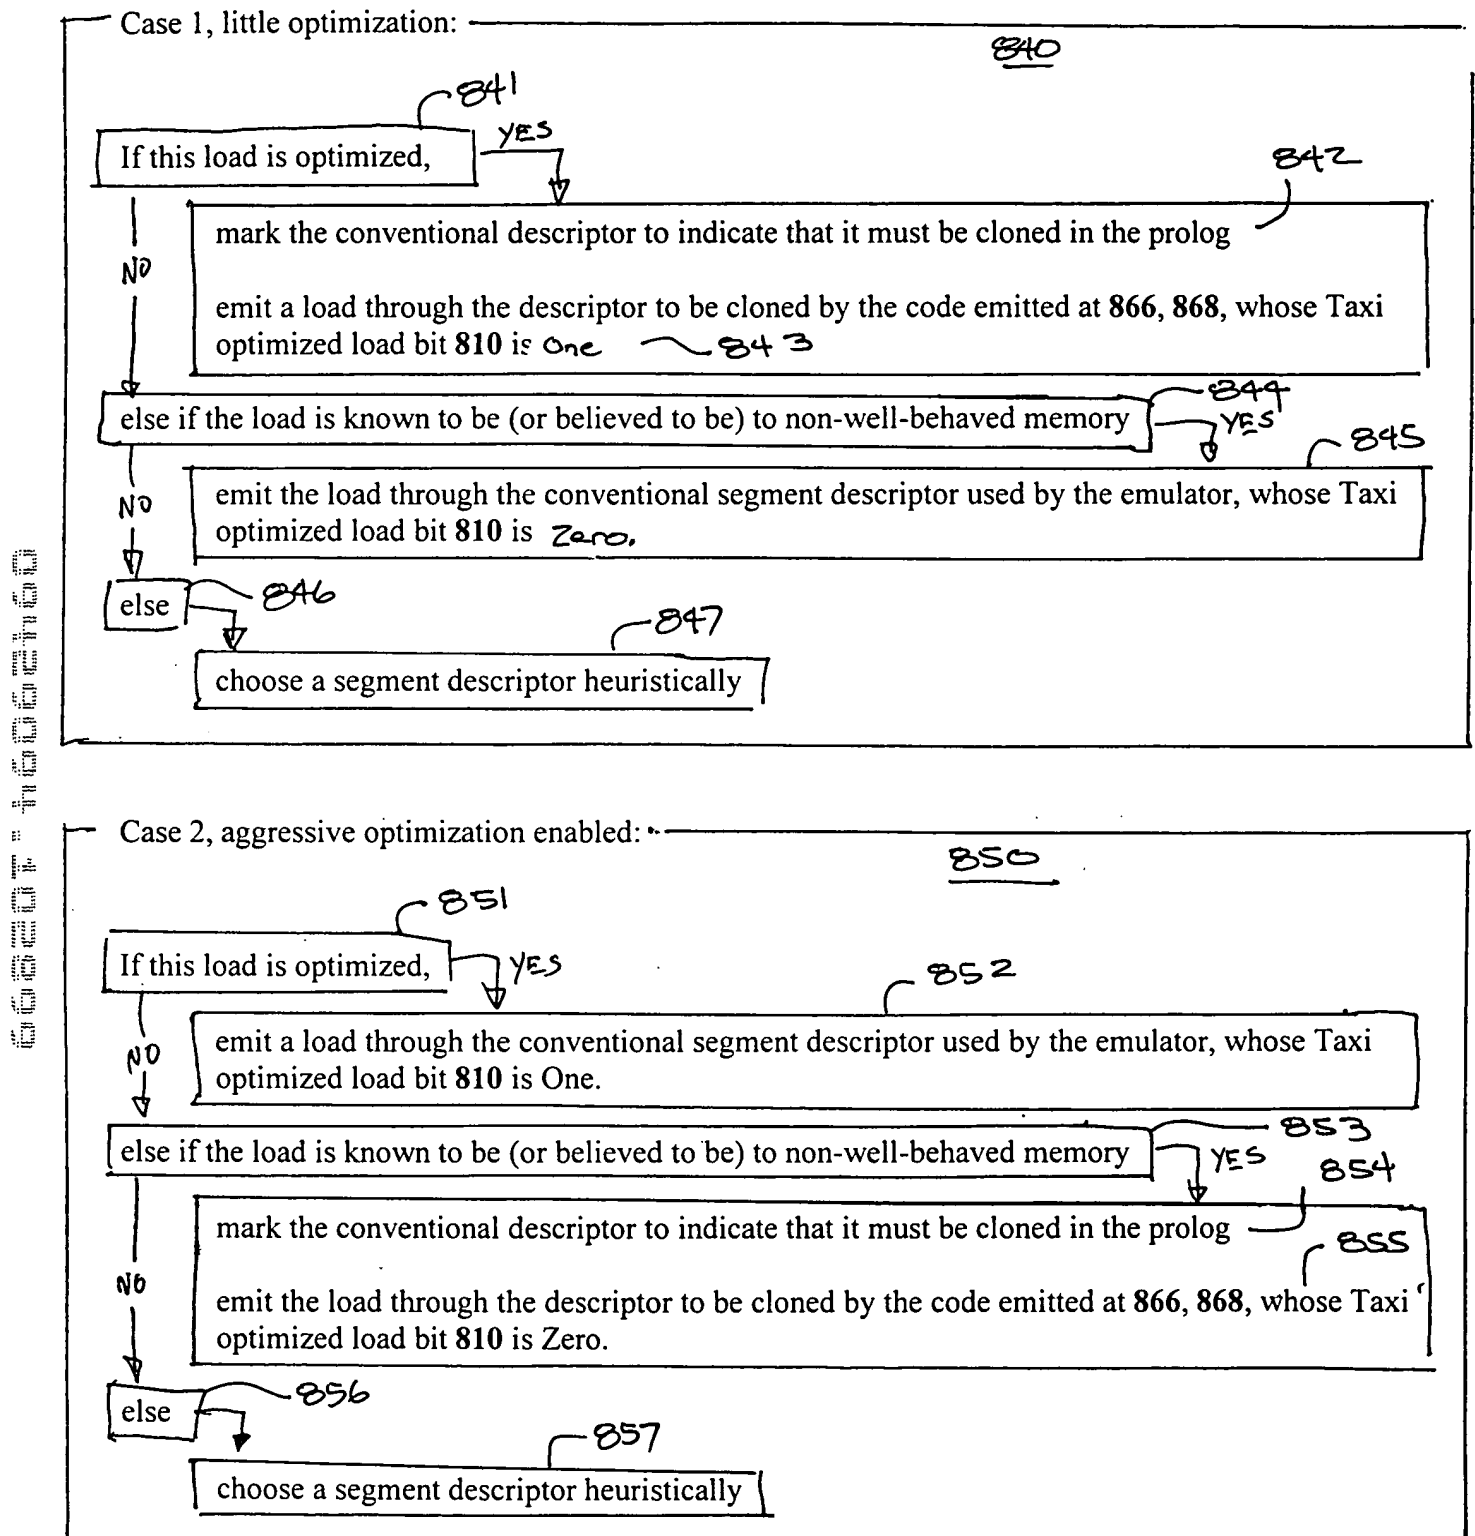 Case 1, little optimization:
840
841
If this load is optimized,
YES
842
NO
mark the conventional descriptor to indicate that it must be cloned in the prolog
emit a load through the descriptor to be cloned by the code emitted at 866, 868, whose Taxi
optimized load bit 810 is One 843
844
else if the load is known to be (or believed to be) to non-well-behaved memory
YES
845
NO
emit the load through the conventional segment descriptor used by the emulator, whose Taxi
optimized load bit 810 is Zero.
else
846
847
choose a segment descriptor heuristically
Case 2, aggressive optimization enabled:
850
851
If this load is optimized,
YES
852
NO
emit a load through the conventional segment descriptor used by the emulator, whose Taxi
optimized load bit 810 is One.
853
else if the load is known to be (or believed to be) to non-well-behaved memory
YES
854
NO
mark the conventional descriptor to indicate that it must be cloned in the prolog
855
emit the load through the descriptor to be cloned by the code emitted at 866, 868, whose Taxi
optimized load bit 810 is Zero.
else
856
857
choose a segment descriptor heuristically